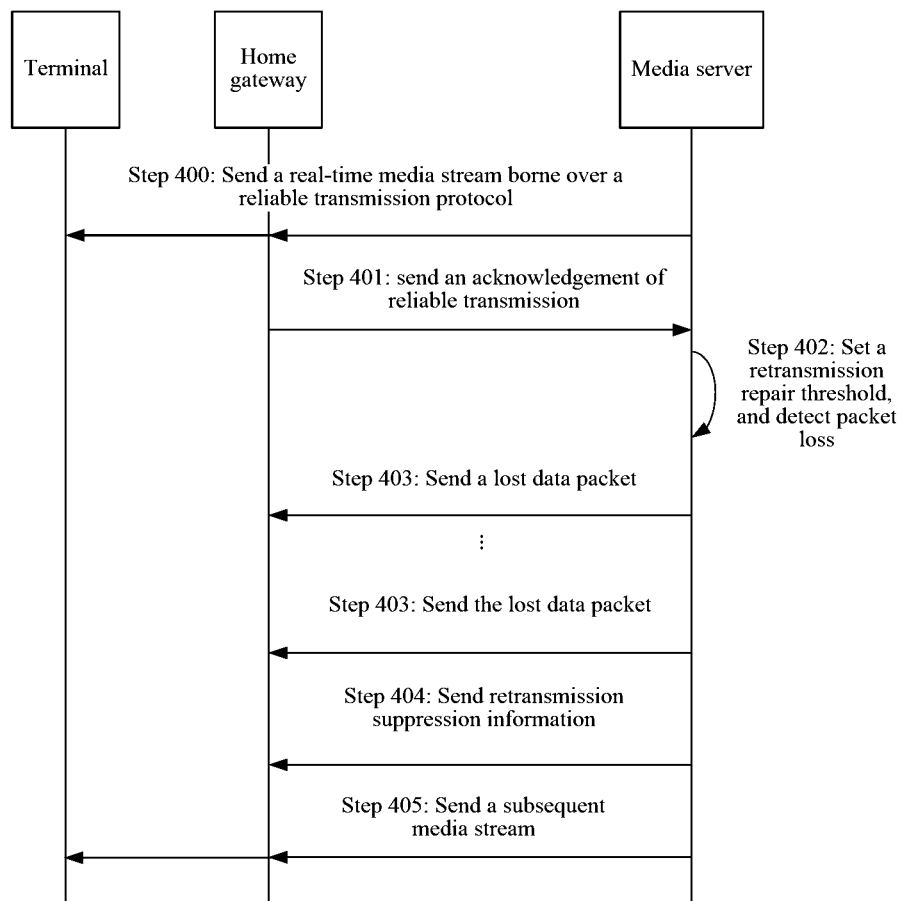 Terminal
Home
gateway
Media server
Step 400: Send a real-time media stream borne over a
reliable transmission protocol
Step 401: send an acknowledgement of
reliable transmission
Step 402: Set a
retransmission
repair threshold,
and detect packet
loss
Step 403: Send a lost data packet
...
Step 403: Send the lost data packet
Step 404: Send retransmission
suppression information
Step 405: Send a subsequent
media stream